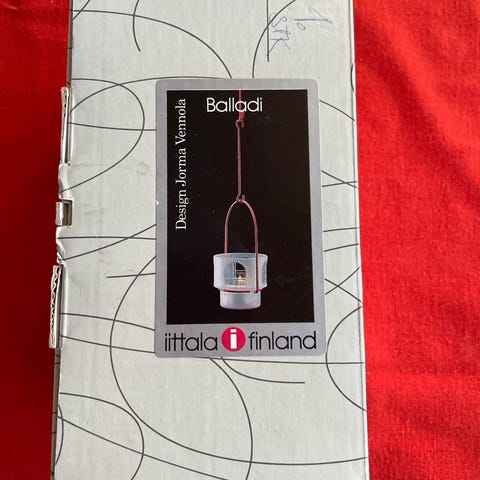 Balladi
Design Jorma Vennola
iittala i finland